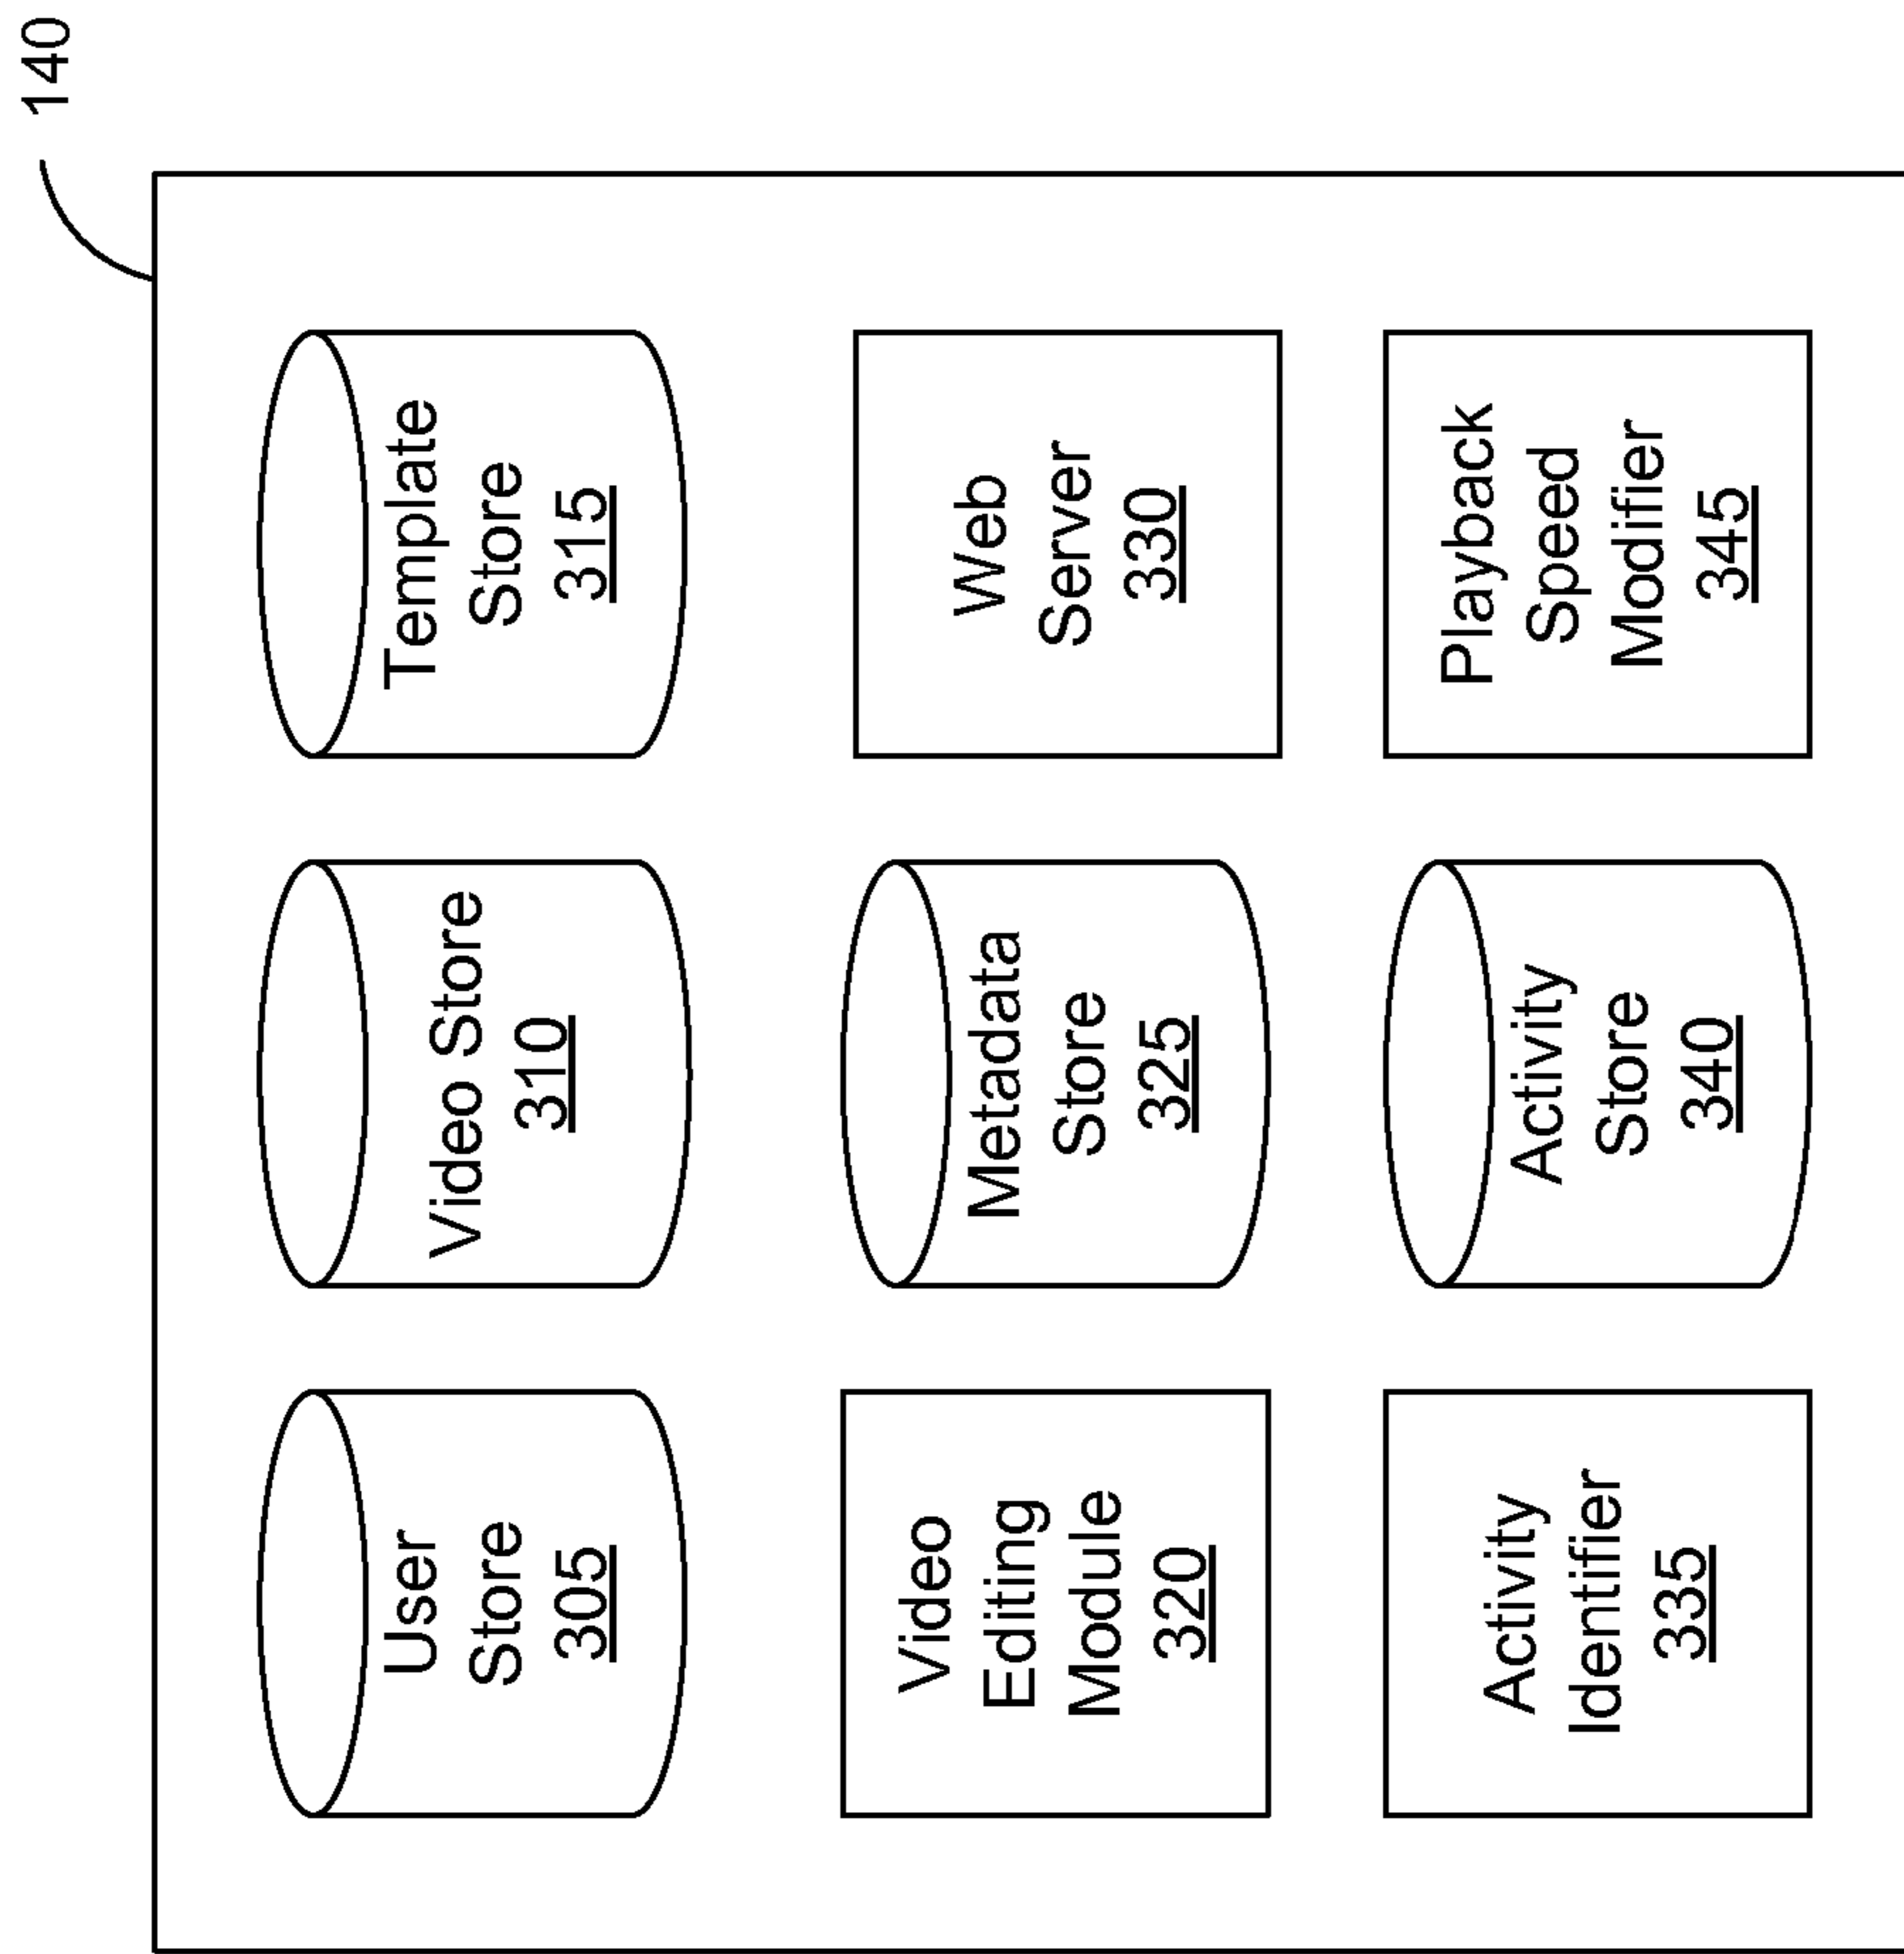 140
User
Store
305
Video Store
310
Template
Store
315
Video
Editing
Module
320
Metadata
Store
325
Web
Server
330
Activity
Identifier
335
Activity
Store
340
Playback
Speed
Modifier
345